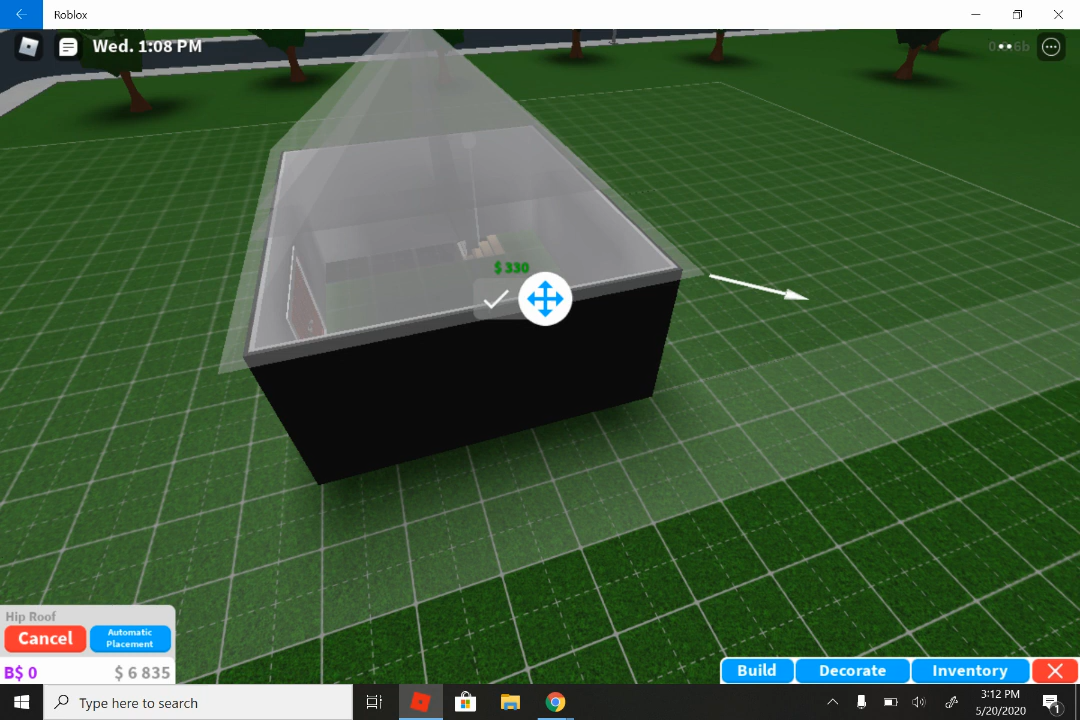 Roblox
Wed. 1:08 PM
$ 330
Hip Roof
Cancel
Automatic
Placement
B$ 0
$ 6 835
Build
Decorate
Inventory
Type here to search
3:12 PM
5/20/2020
1